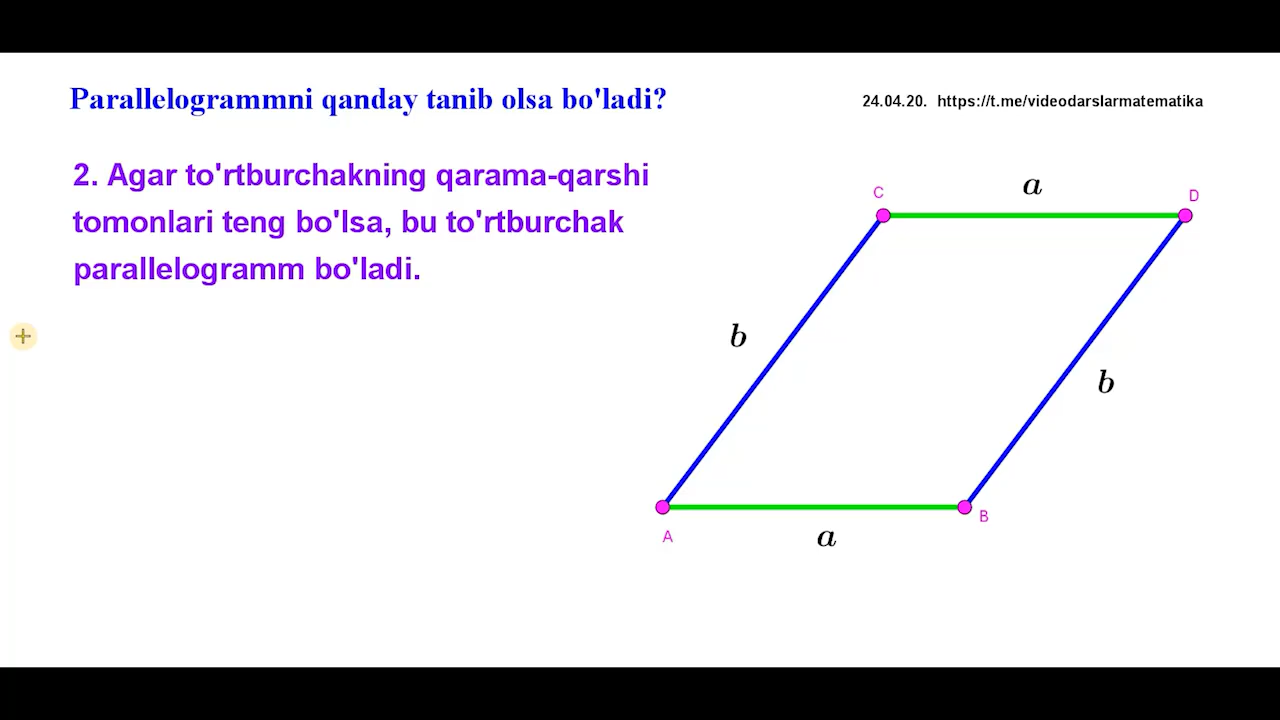 Parallelogrammni qanday tanib olsa bo'ladi?
24.04.20. https://t.me/videodarslarmatematika
2. Agar to'rtburchakning qarama-qarshi
tomonlari teng bo'lsa, bu to'rtburchak
parallelogramm bo'ladi.
C
a
D
b
b
A
a
B